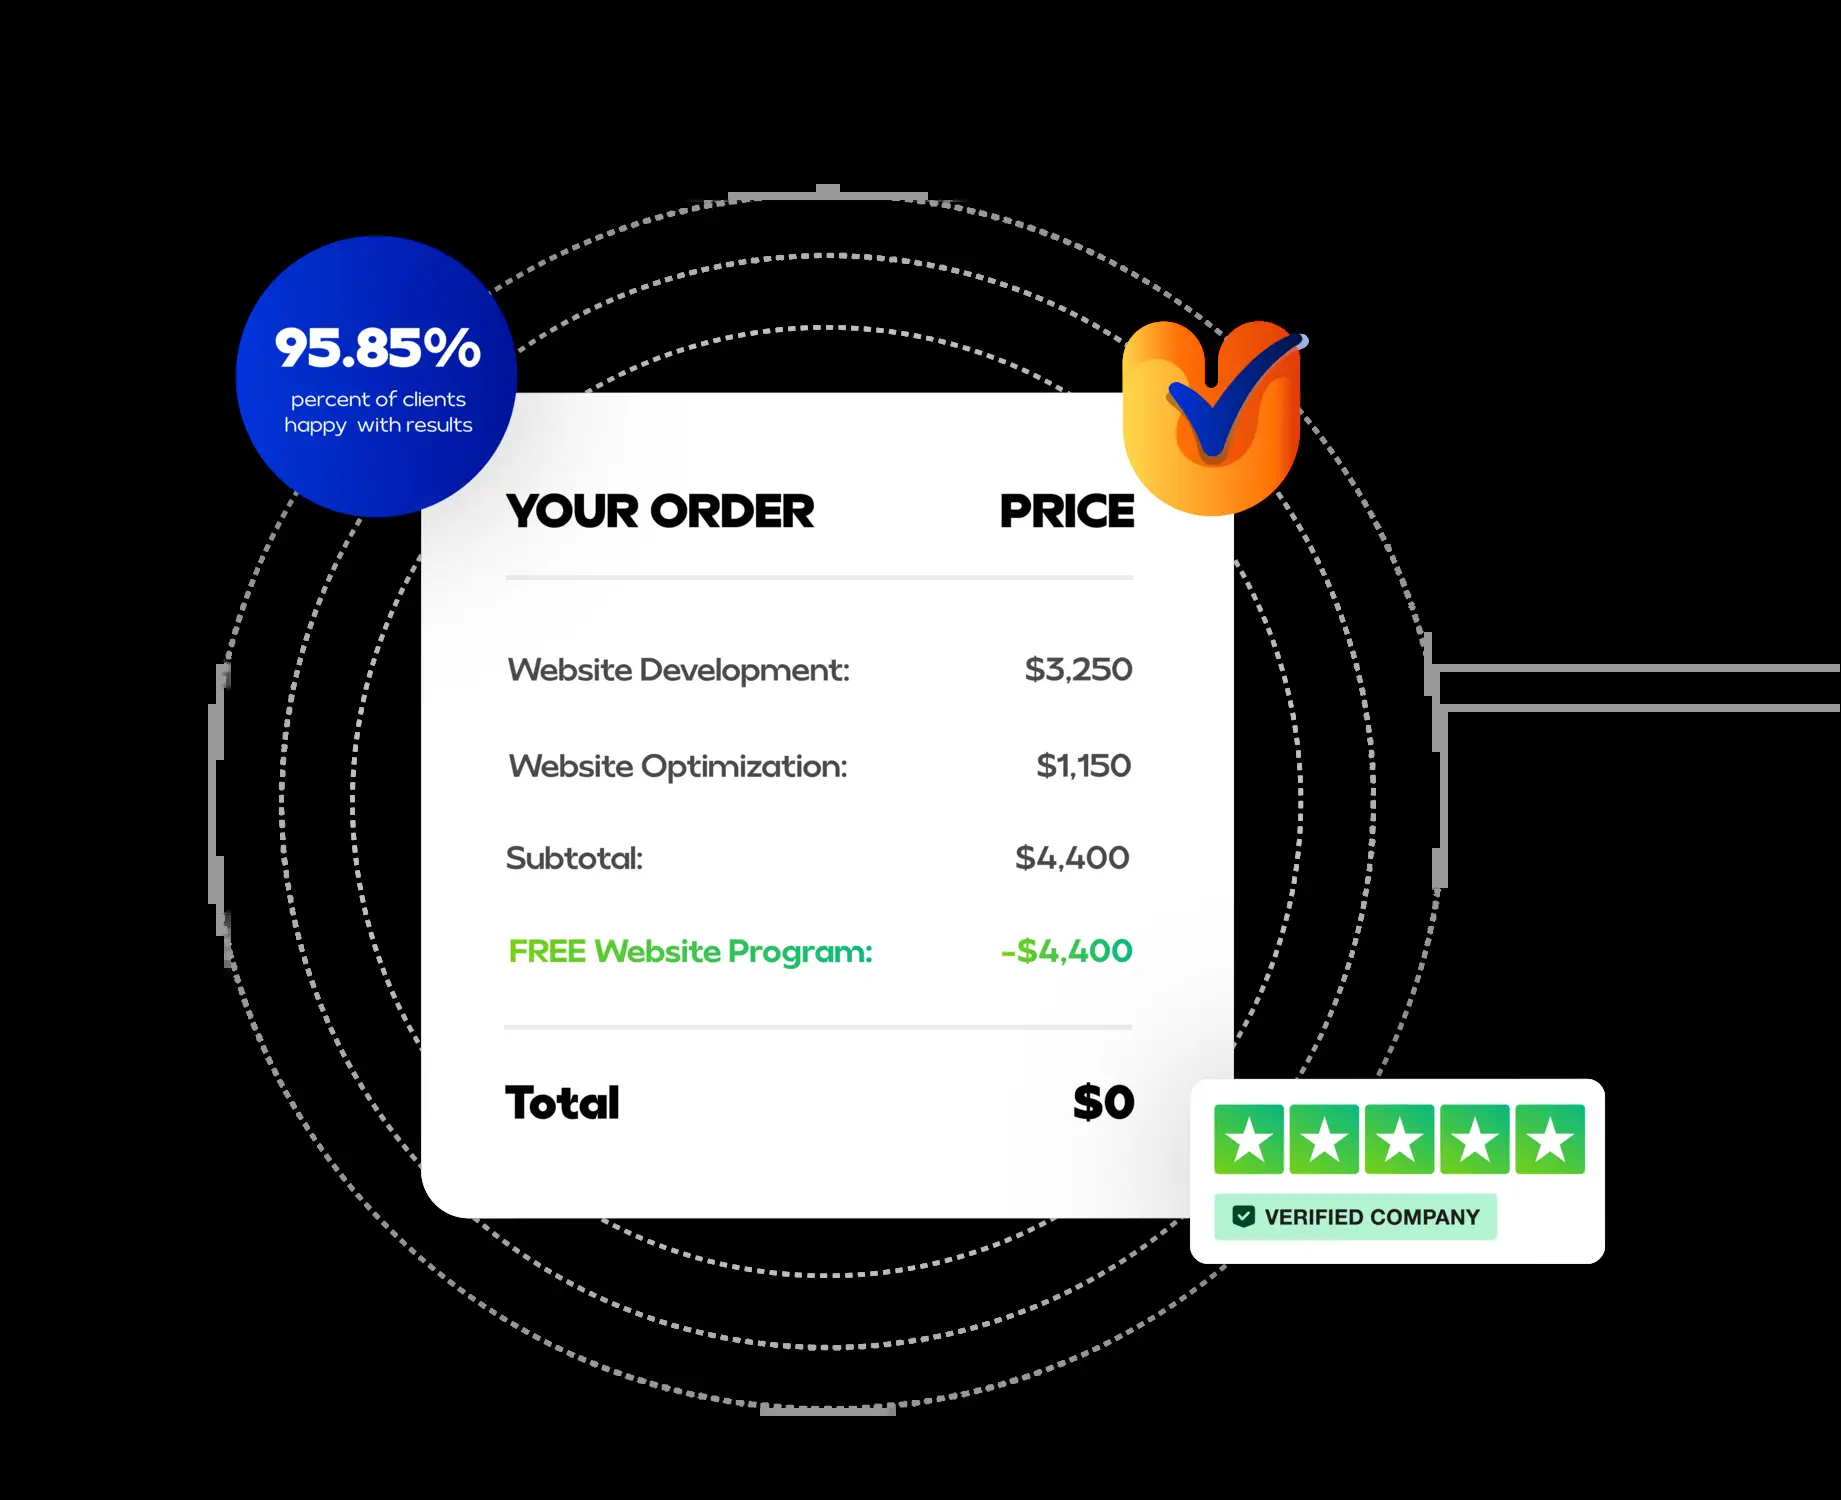 95.85%
percent of clients
happy with results
YOUR ORDER PRICE
Website Development: $3,250
Website Optimization: $1,150
Subtotal: $4,400
FREE Website Program: -$4,400
Total $0
VERIFIED COMPANY